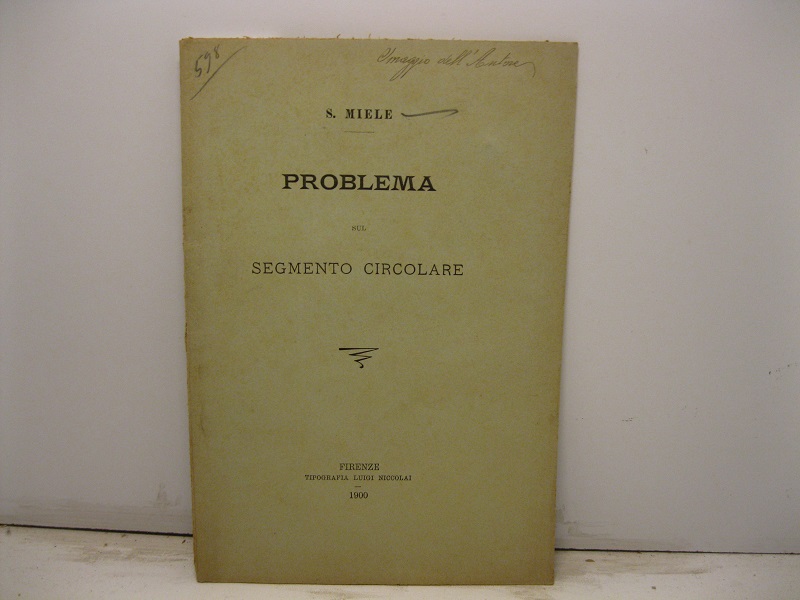 598
Omaggio dell'Autore
S. MIELE
PROBLEMA
SUL
SEGMENTO CIRCOLARE
FIRENZE
TIPOGRAFIA LUIGI NICCOLAI
1900